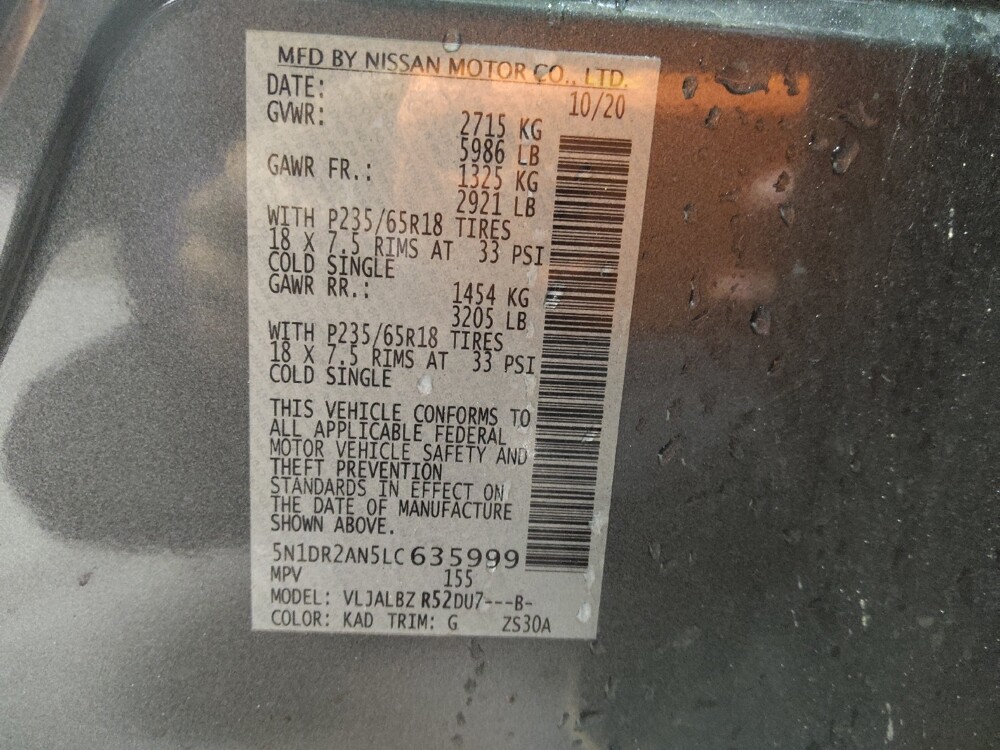 MFD BY NISSAN MOTOR CO., LTD.
DATE: 10/20
GVWR: 2715 KG
5986 LB
GAWR FR.: 1325 KG
2921 LB
WITH P235/65R18 TIRES
18 X 7.5 RIMS AT 33 PSI
COLD SINGLE
GAWR RR.: 1454 KG
3205 LB
WITH P235/65R18 TIRES
18 X 7.5 RIMS AT 33 PSI
COLD SINGLE
THIS VEHICLE CONFORMS TO
ALL APPLICABLE FEDERAL
MOTOR VEHICLE SAFETY AND
THEFT PREVENTION
STANDARDS IN EFFECT ON
THE DATE OF MANUFACTURE
SHOWN ABOVE.
5N1DR2AN5LC635999
MPV 155
MODEL: VLJALBZ R52DU7---B-
COLOR: KAD TRIM: G ZS30A